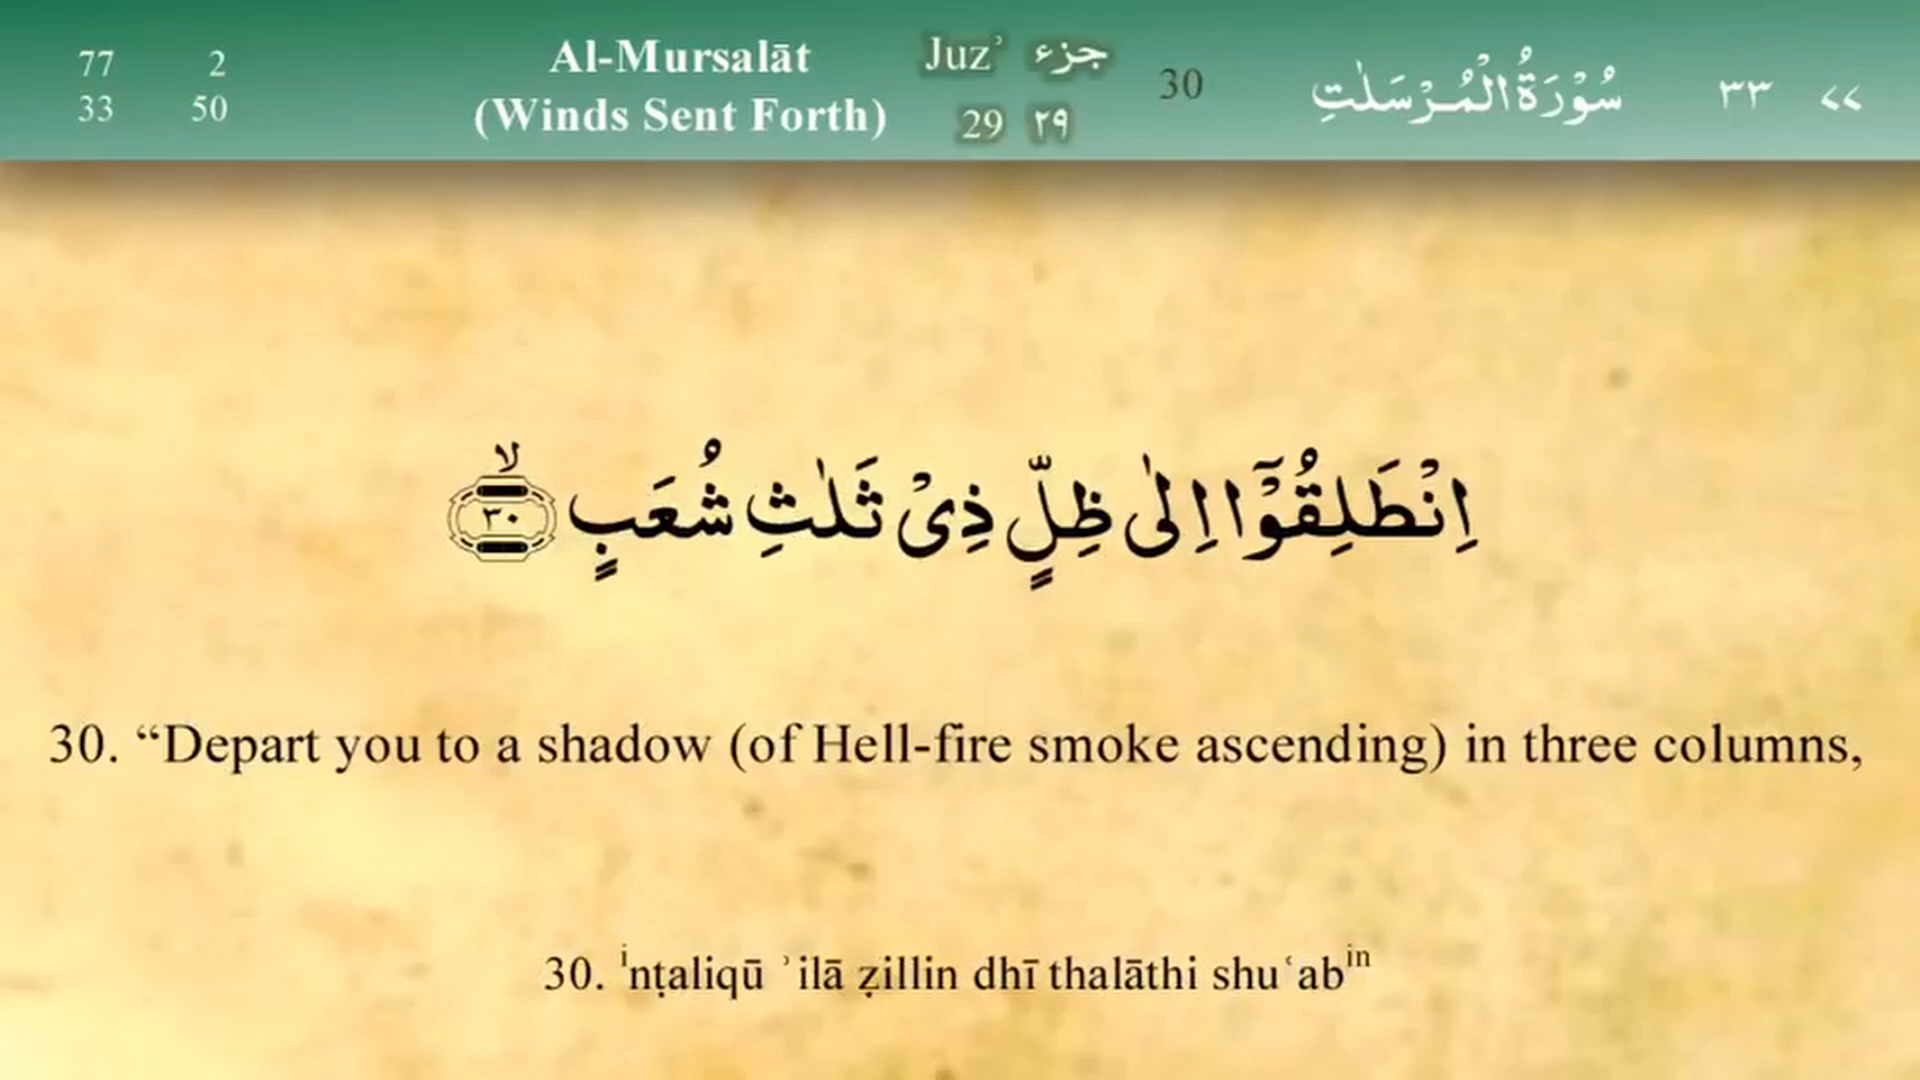 77 2
33 50
Al-Mursalāt
(Winds Sent Forth)
Juzʾ جزء
29 ٢٩
30
سُوْرَةُ الْمُرْسَلٰتِ
٣٣ <<
اِنْطَلِقُوْۤا اِلٰى ظِلٍّ ذِىْ ثَلٰثِ شُعَبٍ ۙ‏ ٣٠
30. “Depart you to a shadow (of Hell-fire smoke ascending) in three columns,
30. ⁱnṭaliqū ʾilā ẓillin dhī thalāthi shuʿabⁱⁿ